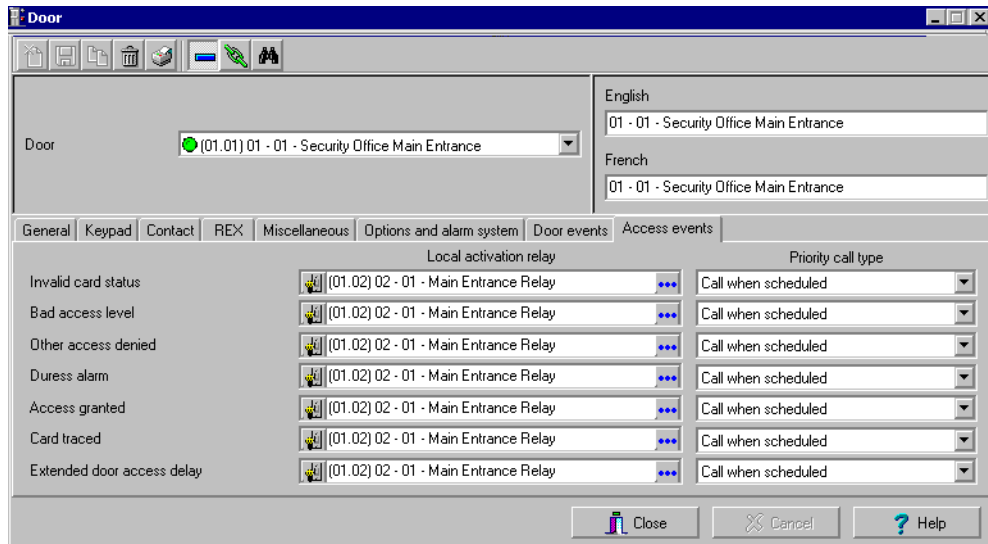 Door
English
01 - 01 - Security Office Main Entrance
Door (01.01) 01 - 01 - Security Office Main Entrance
French
01 - 01 - Security Office Main Entrance
General Keypad Contact REX Miscellaneous Options and alarm system Door events Access events
Local activation relay Priority call type
Invalid card status (01.02) 02 - 01 - Main Entrance Relay Call when scheduled
Bad access level (01.02) 02 - 01 - Main Entrance Relay Call when scheduled
Other access denied (01.02) 02 - 01 - Main Entrance Relay Call when scheduled
Duress alarm (01.02) 02 - 01 - Main Entrance Relay Call when scheduled
Access granted (01.02) 02 - 01 - Main Entrance Relay Call when scheduled
Card traced (01.02) 02 - 01 - Main Entrance Relay Call when scheduled
Extended door access delay (01.02) 02 - 01 - Main Entrance Relay Call when scheduled
Close Cancel Help